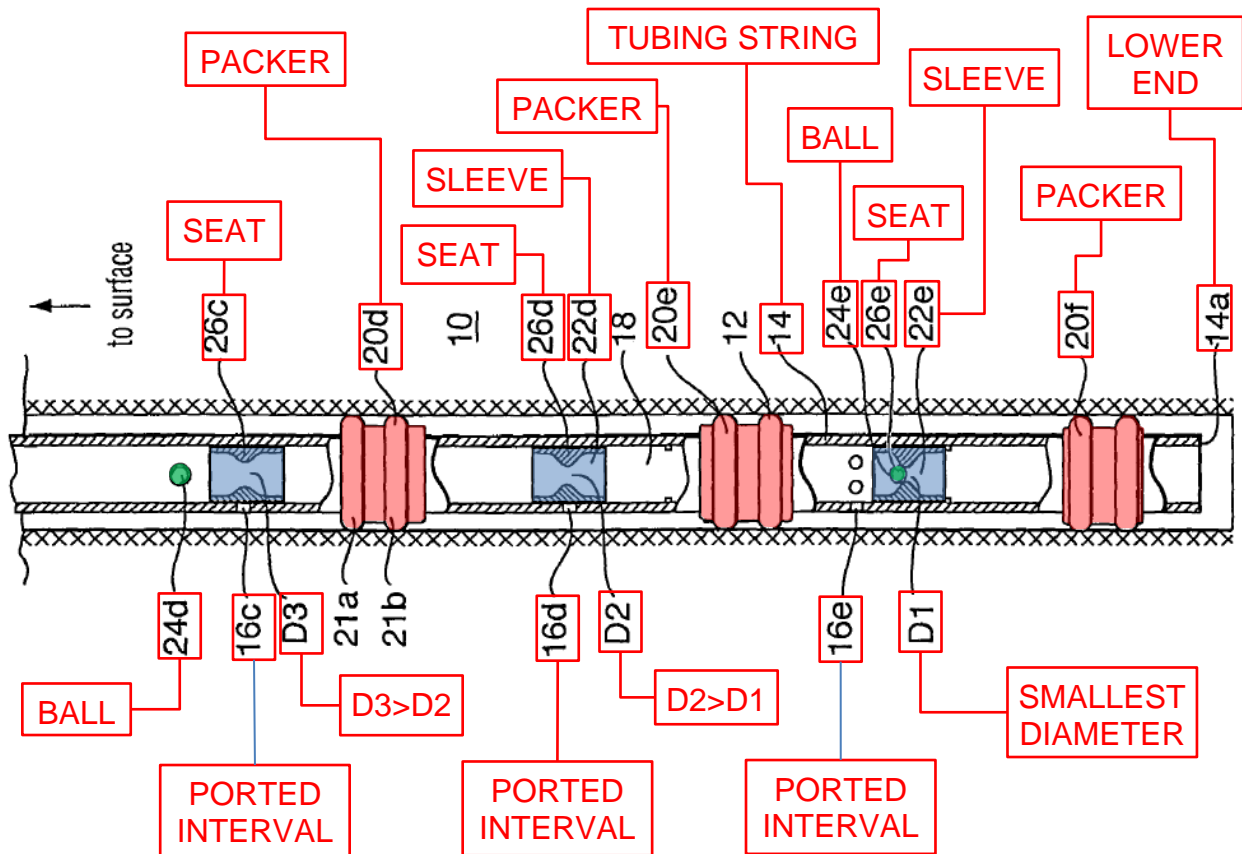 TUBING STRING
LOWER
END
PACKER
SLEEVE
PACKER
BALL
SLEEVE
PACKER
SEAT
SEAT
SEAT
to surface
26c
20d
10
26d
22d
18
20e
12
14
24e
26e
22e
20f
14a
24d
16c
D3
21a
21b
16d
D2
16e
D1
BALL
D3>D2
D2>D1
SMALLEST
DIAMETER
PORTED
INTERVAL
PORTED
INTERVAL
PORTED
INTERVAL